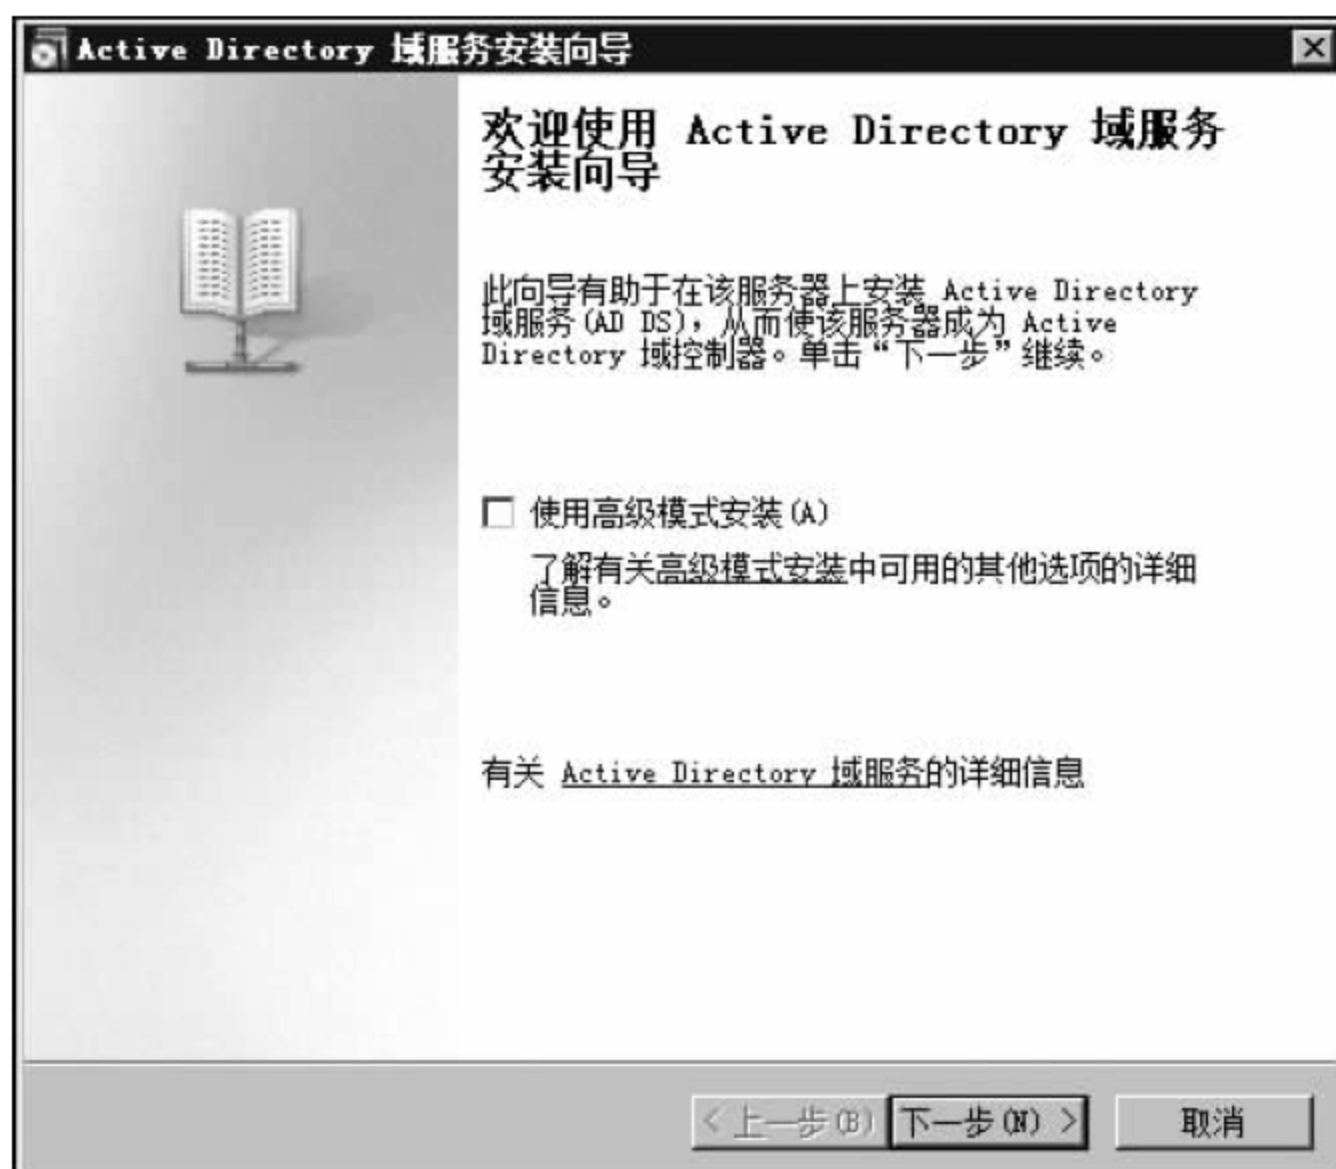 Active Directory 域服务安装向导
欢迎使用 Active Directory 域服务
安装向导
此向导有助于在该服务器上安装 Active Directory
域服务(AD DS)，从而使该服务器成为 Active
Directory 域控制器。单击“下一步”继续。
使用高级模式安装(A)
了解有关高级模式安装中可用的其他选项的详细
信息。
有关 Active Directory 域服务的详细信息
< 上一步(B)
下一步(N) >
取消